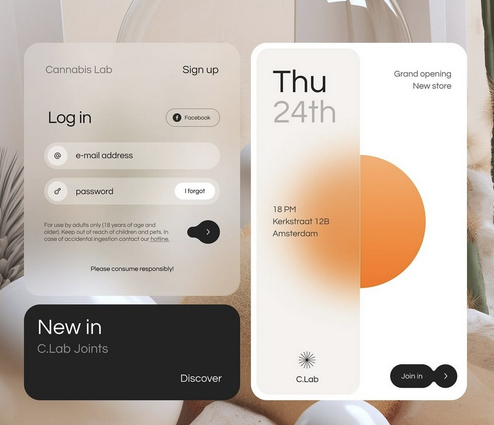 Cannabis Lab
Sign up
Log in
Facebook
@
e-mail address
password
I forgot
For use by adults only (18 years of age and
older). Keep out of reach of children and pets. In
case of accidental ingestion contact our hotline.
Please consume responsibly!
New in
C.Lab Joints
Discover
Thu
24th
Grand opening
New store
18 PM
Kerkstraat 12B
Amsterdam
C.Lab
Join in